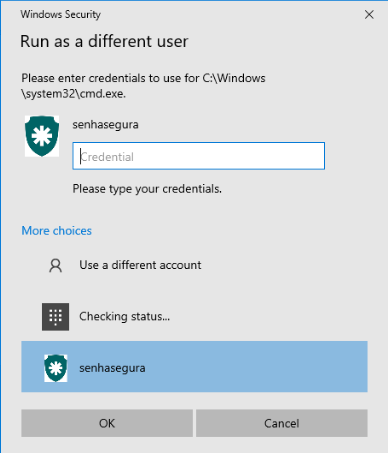 Windows Security
Run as a different user
Please enter credentials to use for C:\Windows
\system32\cmd.exe.
senhasegura
Credential
Please type your credentials.
More choices
Use a different account
Checking status...
senhasegura
OK
Cancel